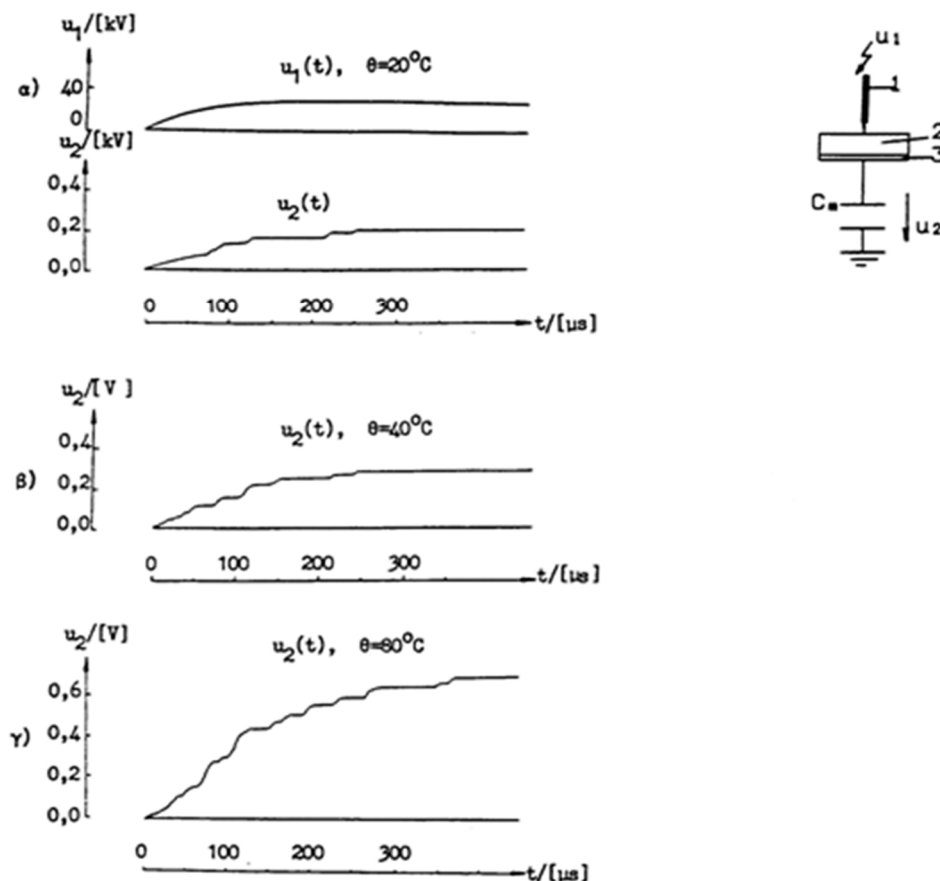 u₁/[kV]
α)
40
0
u₁(t), θ=20°C
u₂/[kV]
0,4
0,2
0,0
u₂(t)
0 100 200 300
t/[µs]
u₂/[V ]
β)
0,4
0,2
0,0
u₂(t), θ=40°C
0 100 200 300
t/[µs]
u₂/[V]
γ)
0,6
0,4
0,2
0,0
u₂(t), θ=80°C
0 100 200 300
t/[µs]
u₁
1
2
3
u₂